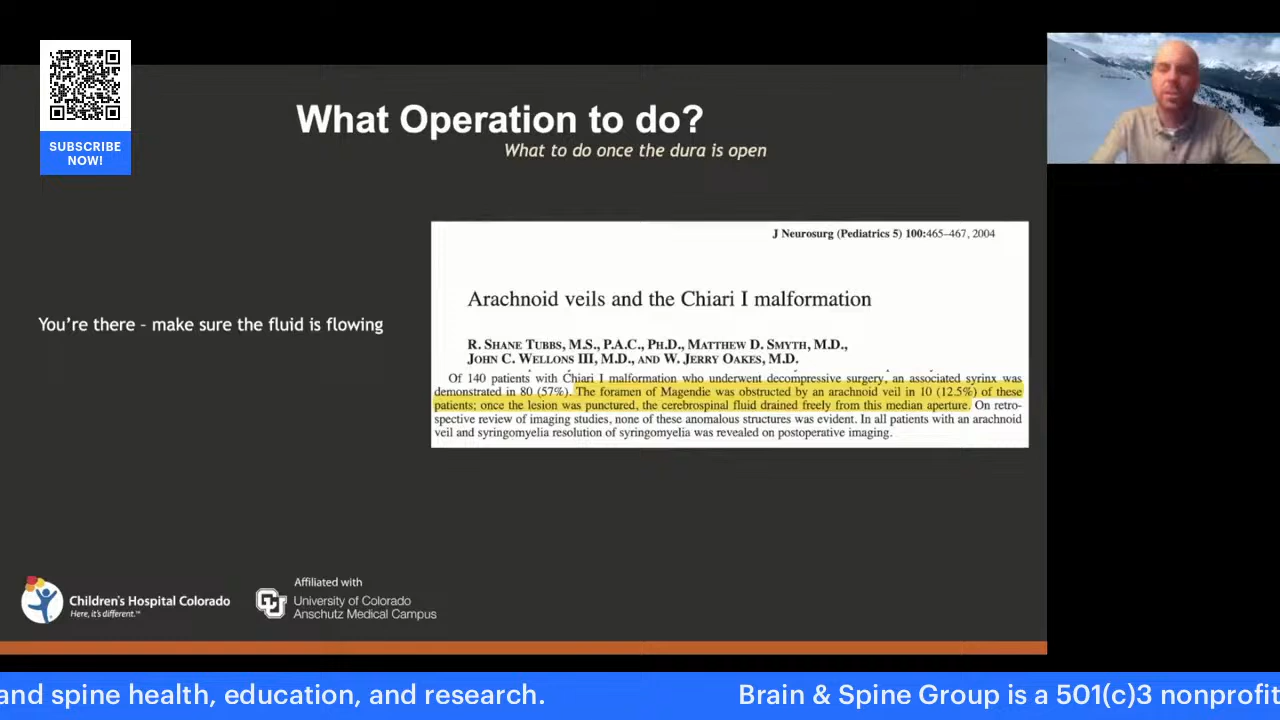 SUBSCRIBE
NOW!
What Operation to do?
What to do once the dura is open
You're there - make sure the fluid is flowing
J Neurosurg (Pediatrics 5) 100:465–467, 2004
Arachnoid veils and the Chiari I malformation
R. Shane Tubbs, M.S., P.A.C., Ph.D., Matthew D. Smyth, M.D.,
John C. Wellons III, M.D., and W. Jerry Oakes, M.D.
Of 140 patients with Chiari I malformation who underwent decompressive surgery, an associated syrinx was
demonstrated in 80 (57%). The foramen of Magendie was obstructed by an arachnoid veil in 10 (12.5%) of these
patients; once the lesion was punctured, the cerebrospinal fluid drained freely from this median aperture. On retro-
spective review of imaging studies, none of these anomalous structures was evident. In all patients with an arachnoid
veil and syringomyelia resolution of syringomyelia was revealed on postoperative imaging.
Children's Hospital Colorado
Here, it's different.™
Affiliated with
CU
University of Colorado
Anschutz Medical Campus
and spine health, education, and research.
Brain & Spine Group is a 501(c)3 nonprofit